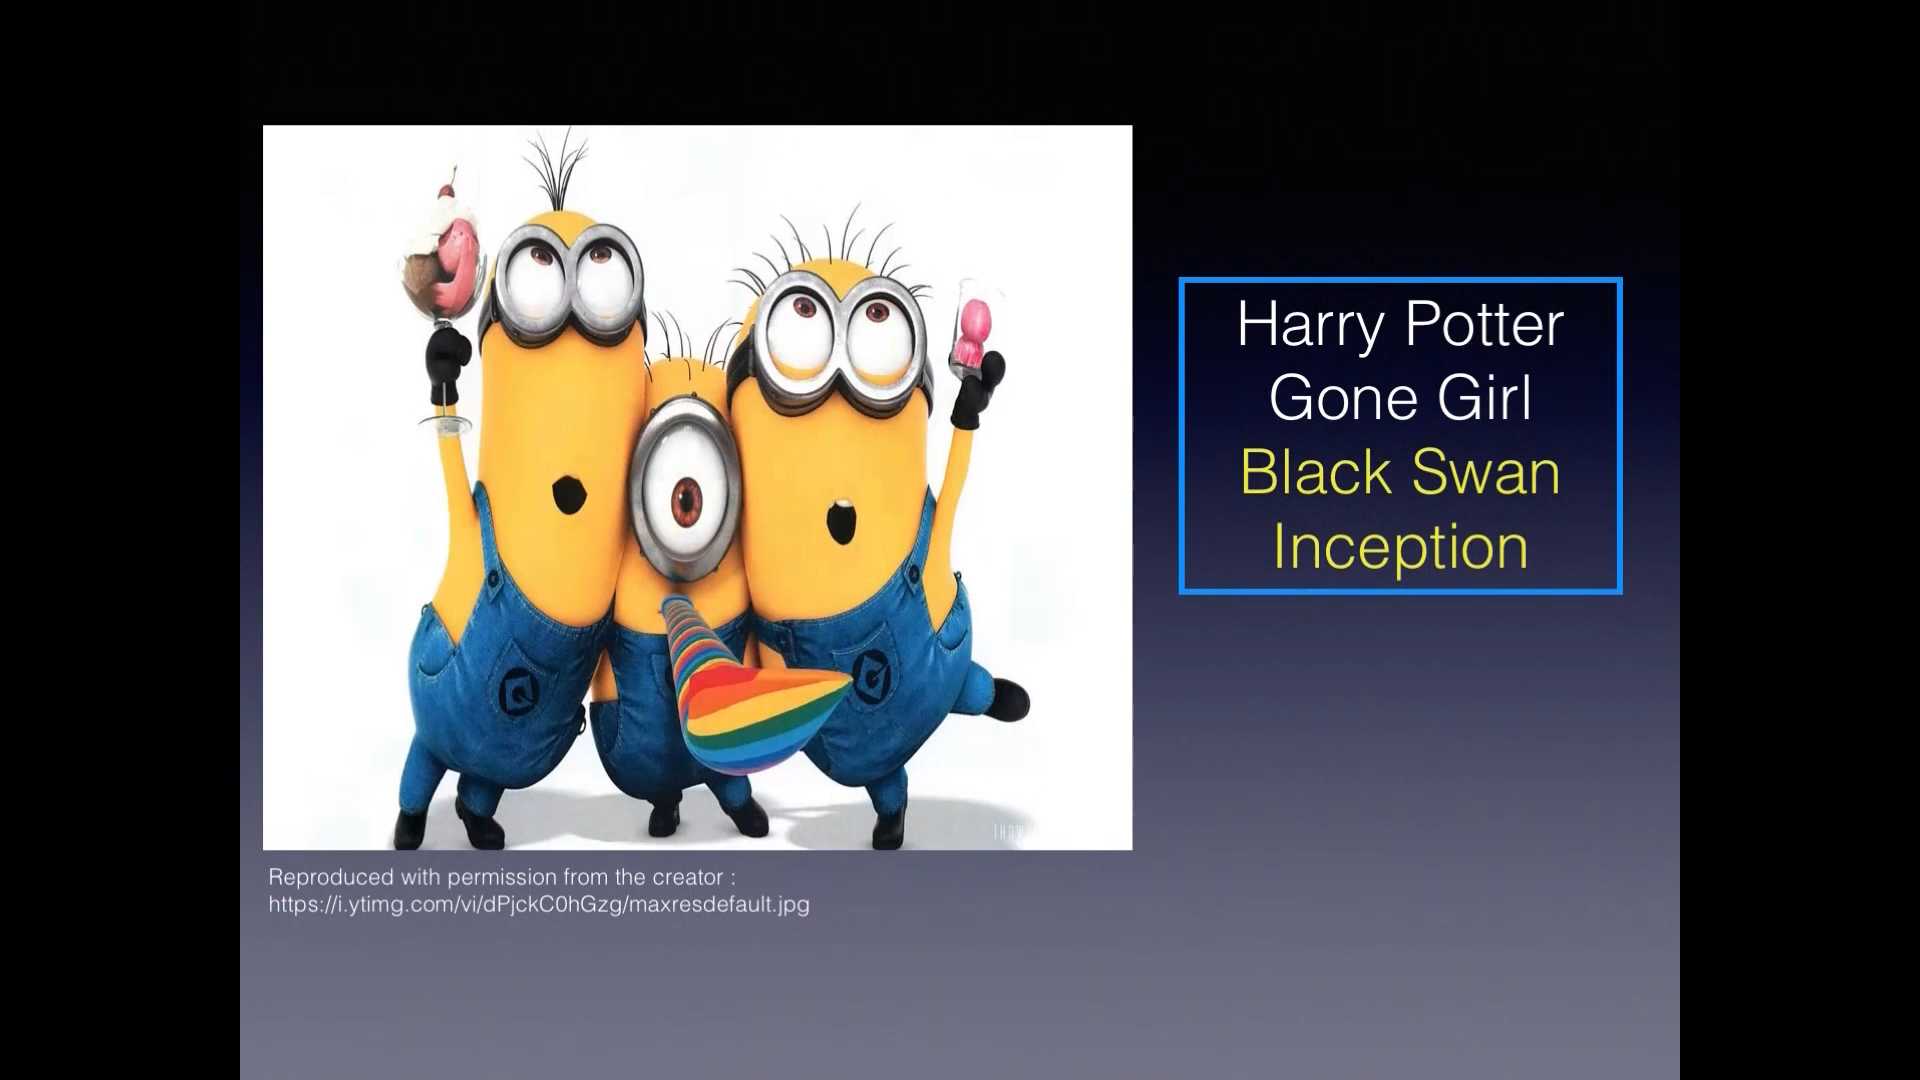 Harry Potter
Gone Girl
Black Swan
Inception
Reproduced with permission from the creator :
https://i.ytimg.com/vi/dPjckC0hGzg/maxresdefault.jpg